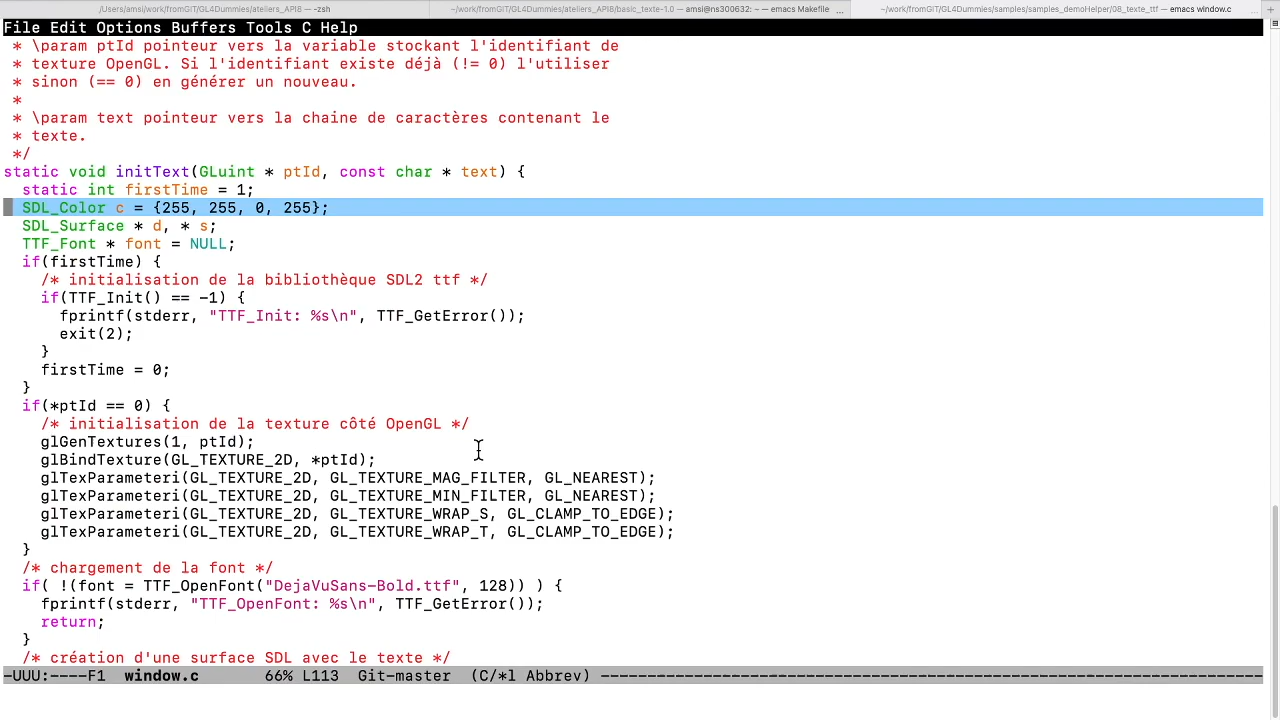 /Users/amsi/work/fromGIT/GL4Dummies/ateliers_API8 — -zsh
~/work/fromGIT/GL4Dummies/ateliers_API8/basic_texte-1.0 — amsi@ns300632: ~ — emacs Makefile ...
~/work/fromGIT/GL4Dummies/samples/samples_demoHelper/08_texte_ttf — emacs window.c ... +
File Edit Options Buffers Tools C Help
 * \param ptId pointeur vers la variable stockant l'identifiant de
 * texture OpenGL. Si l'identifiant existe déjà (!= 0) l'utiliser
 * sinon (== 0) en générer un nouveau.
 *
 * \param text pointeur vers la chaine de caractères contenant le
 * texte.
 */
static void initText(GLuint * ptId, const char * text) {
  static int firstTime = 1;
  SDL_Color c = {255, 255, 0, 255};
  SDL_Surface * d, * s;
  TTF_Font * font = NULL;
  if(firstTime) {
    /* initialisation de la bibliothèque SDL2 ttf */
    if(TTF_Init() == -1) {
      fprintf(stderr, "TTF_Init: %s\n", TTF_GetError());
      exit(2);
    }
    firstTime = 0;
  }
  if(*ptId == 0) {
    /* initialisation de la texture côté OpenGL */
    glGenTextures(1, ptId);
    glBindTexture(GL_TEXTURE_2D, *ptId);
    glTexParameteri(GL_TEXTURE_2D, GL_TEXTURE_MAG_FILTER, GL_NEAREST);
    glTexParameteri(GL_TEXTURE_2D, GL_TEXTURE_MIN_FILTER, GL_NEAREST);
    glTexParameteri(GL_TEXTURE_2D, GL_TEXTURE_WRAP_S, GL_CLAMP_TO_EDGE);
    glTexParameteri(GL_TEXTURE_2D, GL_TEXTURE_WRAP_T, GL_CLAMP_TO_EDGE);
  }
  /* chargement de la font */
  if( !(font = TTF_OpenFont("DejaVuSans-Bold.ttf", 128)) ) {
    fprintf(stderr, "TTF_OpenFont: %s\n", TTF_GetError());
    return;
  }
  /* création d'une surface SDL avec le texte */
-UUU:----F1  window.c       66% L113  Git-master  (C/*l Abbrev) ------------------------------------------------------------------------